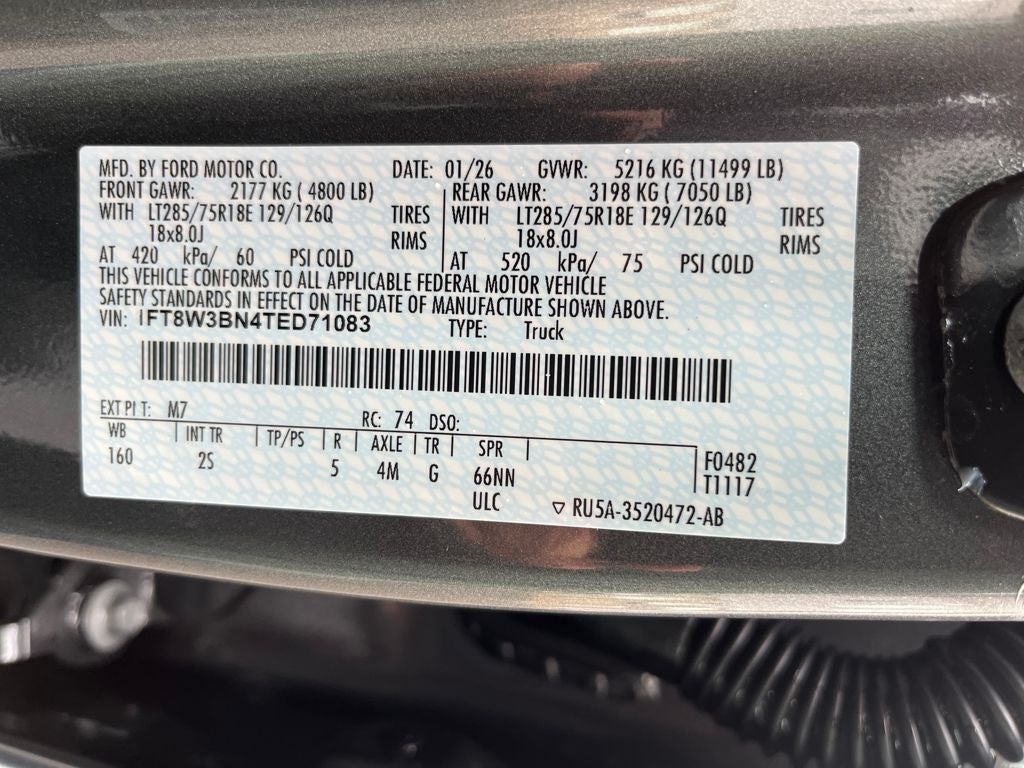 MFD. BY FORD MOTOR CO. DATE: 01/26 GVWR: 5216 KG (11499 LB)
FRONT GAWR: 2177 KG ( 4800 LB) REAR GAWR: 3198 KG ( 7050 LB)
WITH LT285/75R18E 129/126Q TIRES WITH LT285/75R18E 129/126Q TIRES
18x8.0J RIMS 18x8.0J RIMS
AT 420 kPa/ 60 PSI COLD AT 520 kPa/ 75 PSI COLD
THIS VEHICLE CONFORMS TO ALL APPLICABLE FEDERAL MOTOR VEHICLE
SAFETY STANDARDS IN EFFECT ON THE DATE OF MANUFACTURE SHOWN ABOVE.
VIN: 1FT8W3BN4TED71083 TYPE: Truck
EXT PNT: M7 RC: 74 DSO:
WB INT TR TP/PS R AXLE TR SPR
160 2S 5 4M G 66NN F0482
ULC T1117
▽ RU5A-3520472-AB